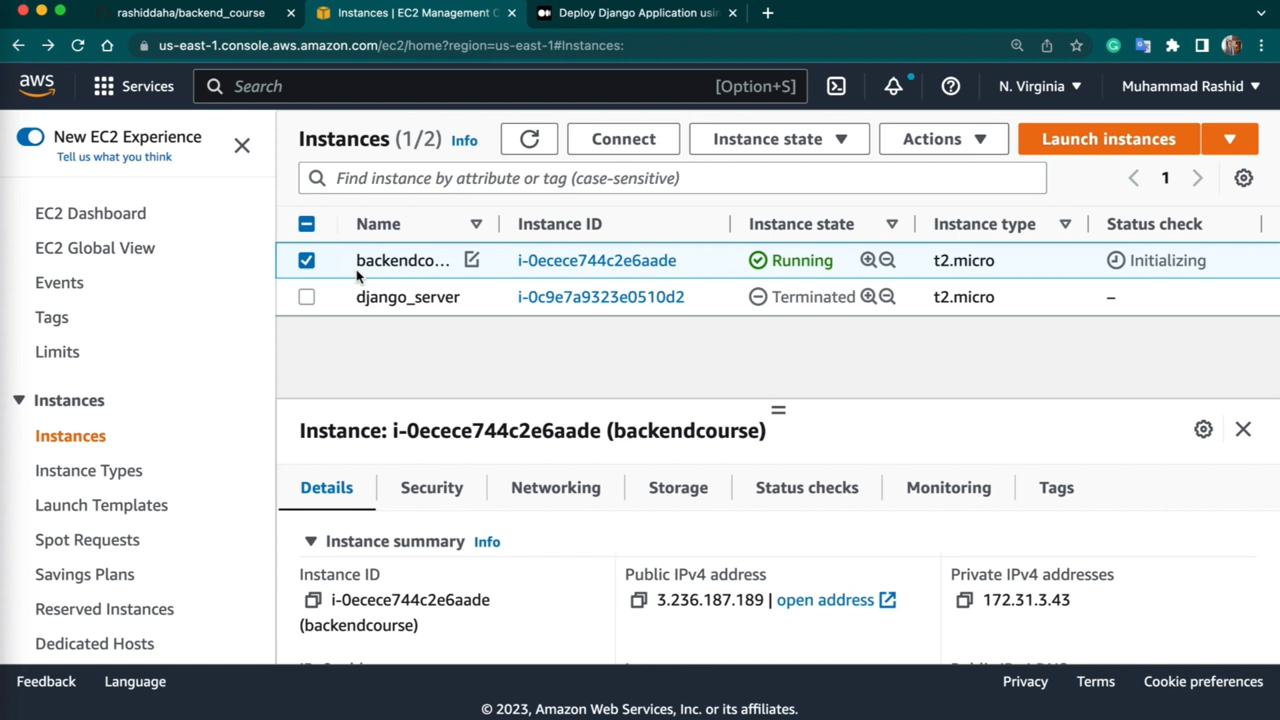 rashiddaha/backend_course
Instances | EC2 Management C
Deploy Django Application usin
us-east-1.console.aws.amazon.com/ec2/home?region=us-east-1#Instances:
aws
Services
Search
[Option+S]
N. Virginia
Muhammad Rashid
New EC2 Experience
Tell us what you think
EC2 Dashboard
EC2 Global View
Events
Tags
Limits
Instances
Instances
Instance Types
Launch Templates
Spot Requests
Savings Plans
Reserved Instances
Dedicated Hosts
Instances (1/2) Info
Connect
Instance state
Actions
Launch instances
Find instance by attribute or tag (case-sensitive)
1
Name Instance ID Instance state Instance type Status check
backendco... i-0ecece744c2e6aade Running t2.micro Initializing
django_server i-0c9e7a9323e0510d2 Terminated t2.micro –
Instance: i-0ecece744c2e6aade (backendcourse)
Details Security Networking Storage Status checks Monitoring Tags
Instance summary Info
Instance ID
i-0ecece744c2e6aade
(backendcourse)
Public IPv4 address
3.236.187.189 | open address
Private IPv4 addresses
172.31.3.43
Feedback Language Privacy Terms Cookie preferences
© 2023, Amazon Web Services, Inc. or its affiliates.